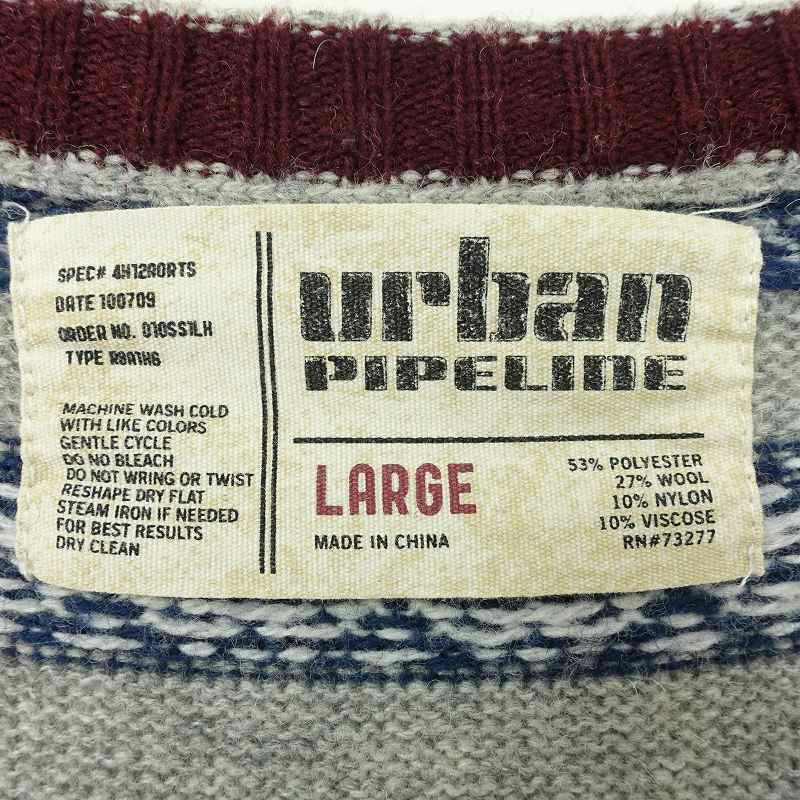 SPEC# 4H12RORTS
DATE 100709
ORDER NO. 010SS1LH
TYPE R8A1H6
MACHINE WASH COLD
WITH LIKE COLORS
GENTLE CYCLE
DO NO BLEACH
DO NOT WRING OR TWIST
RESHAPE DRY FLAT
STEAM IRON IF NEEDED
FOR BEST RESULTS
DRY CLEAN
urban
PIPELINE
LARGE
MADE IN CHINA
53% POLYESTER
27% WOOL
10% NYLON
10% VISCOSE
RN#73277